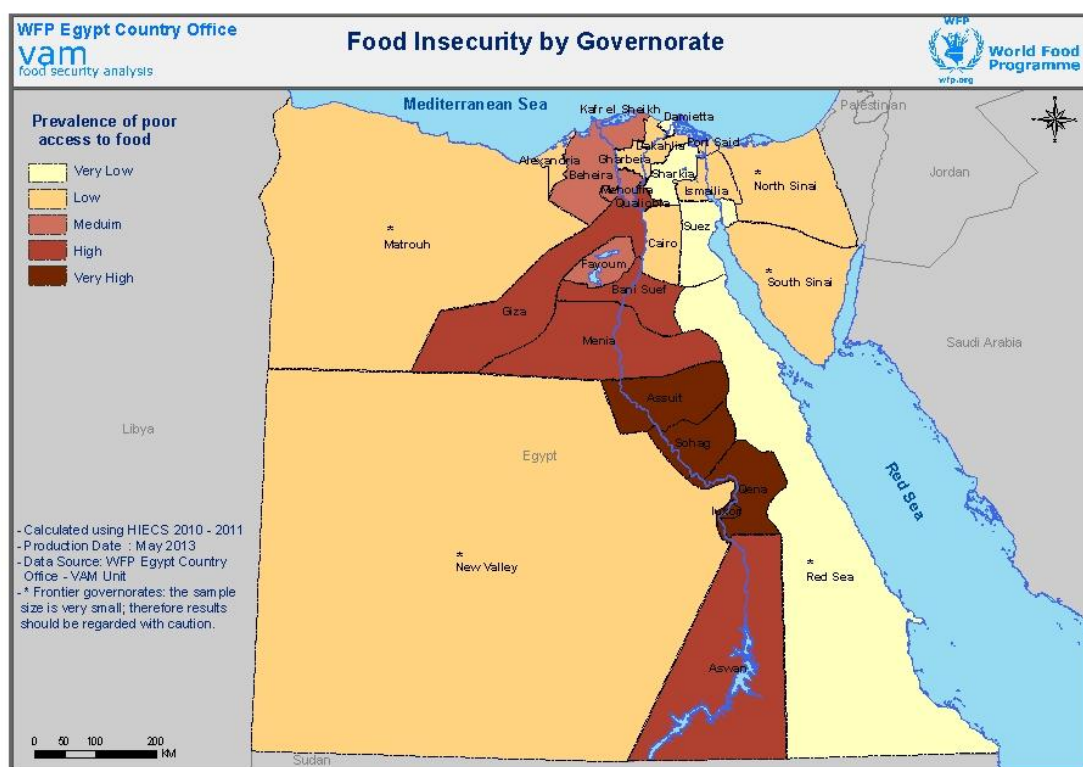 WFP Egypt Country Office
vam
food security analysis
Food Insecurity by Governorate
WFP
wfp.org
World Food
Programme
Prevalence of poor
access to food
Very Low
Low
Meduim
High
Very High
Mediterranean Sea
Kafr el Sheikh
Damietta
Palestinian
Alexandria
Gharbeia
Dakahlia
Port Said
Beheira
Sharkia
Menoufia
Ismailia
* North Sinai
Jordan
Qualiobia
* Matrouh
Cairo
Suez
Fayoum
* South Sinai
Bani Suef
Giza
Menia
Saudi Arabia
Assuit
Libya
Egypt
Sohag
Qena
luxor
Red Sea
* New Valley
* Red Sea
Aswan
Sudan
- Calculated using HIECS 2010 - 2011
- Production Date : May 2013
- Data Source: WFP Egypt Country
Office - VAM Unit
- * Frontier governorates: the sample
size is very small; therefore results
should be regarded with caution.
0 50 100 200
KM